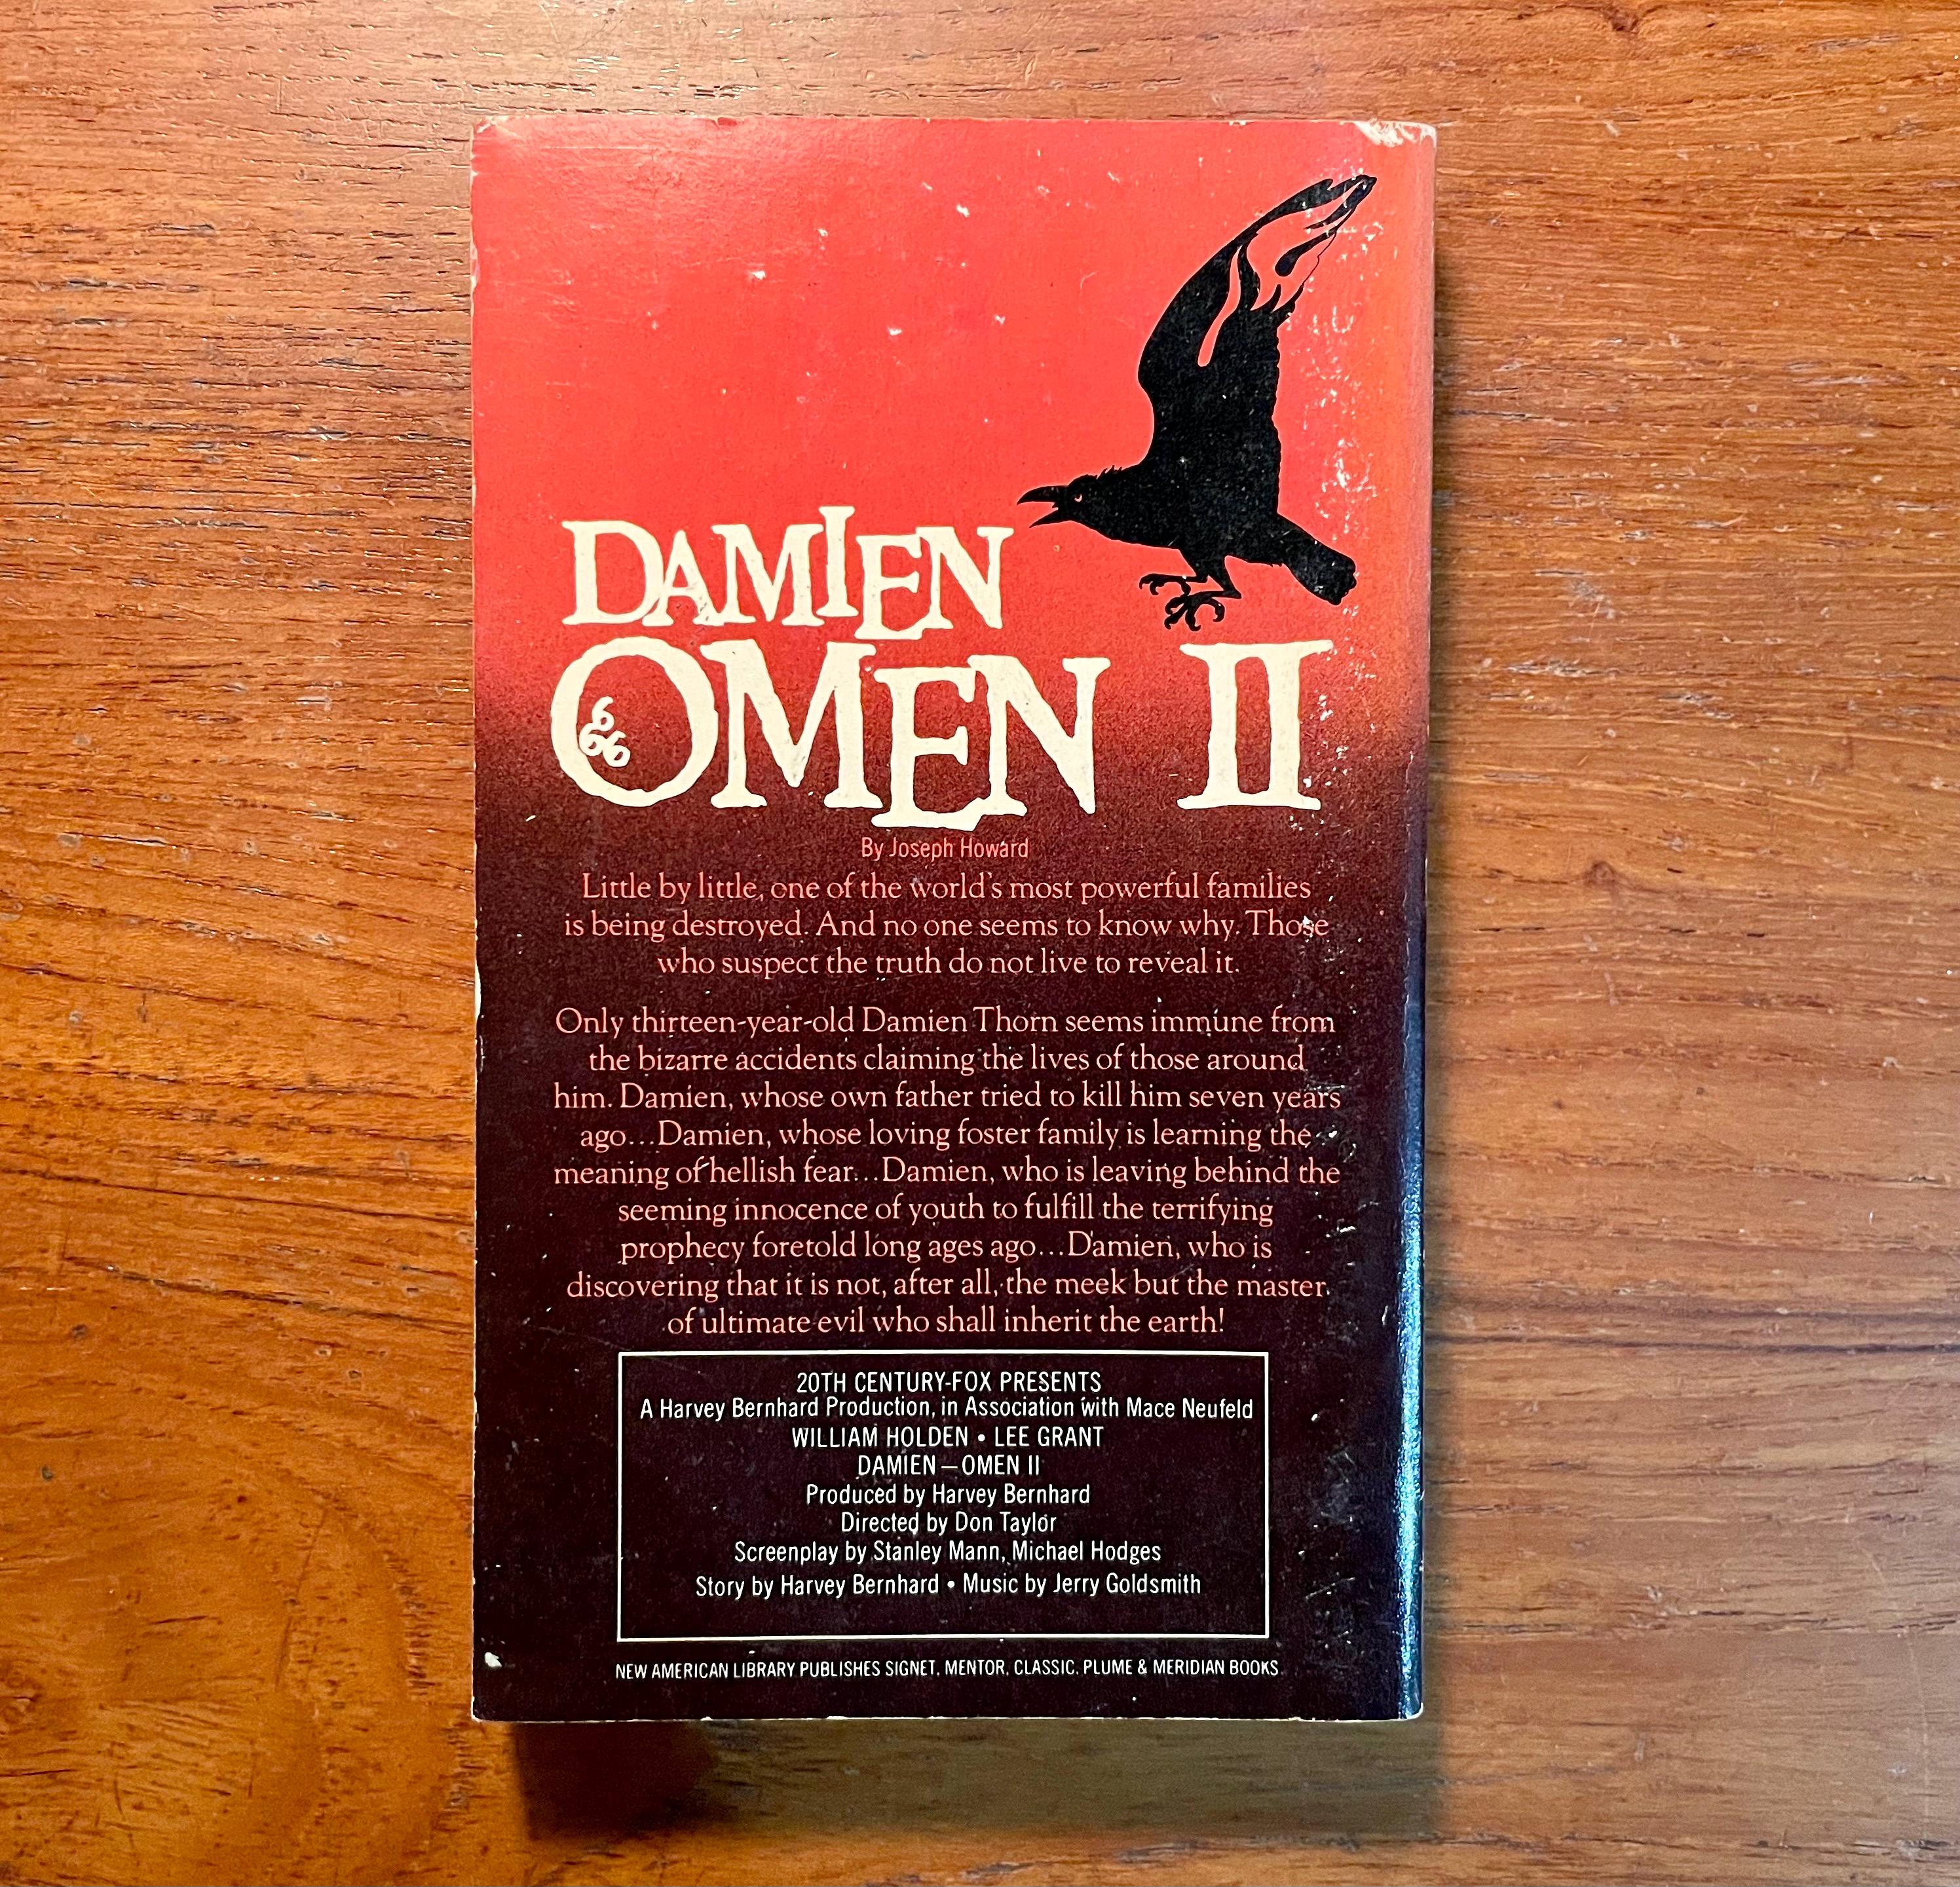 DAMIEN
OMEN II
666
By Joseph Howard
Little by little, one of the world's most powerful families
is being destroyed. And no one seems to know why. Those
who suspect the truth do not live to reveal it.
Only thirteen-year-old Damien Thorn seems immune from
the bizarre accidents claiming the lives of those around
him. Damien, whose own father tried to kill him seven years
ago...Damien, whose loving foster family is learning the
meaning of hellish fear...Damien, who is leaving behind the
seeming innocence of youth to fulfill the terrifying
prophecy foretold long ages ago...Damien, who is
discovering that it is not, after all, the meek but the master
of ultimate evil who shall inherit the earth!
20TH CENTURY-FOX PRESENTS
A Harvey Bernhard Production, in Association with Mace Neufeld
WILLIAM HOLDEN • LEE GRANT
DAMIEN—OMEN II
Produced by Harvey Bernhard
Directed by Don Taylor
Screenplay by Stanley Mann, Michael Hodges
Story by Harvey Bernhard • Music by Jerry Goldsmith
NEW AMERICAN LIBRARY PUBLISHES SIGNET, MENTOR, CLASSIC, PLUME & MERIDIAN BOOKS